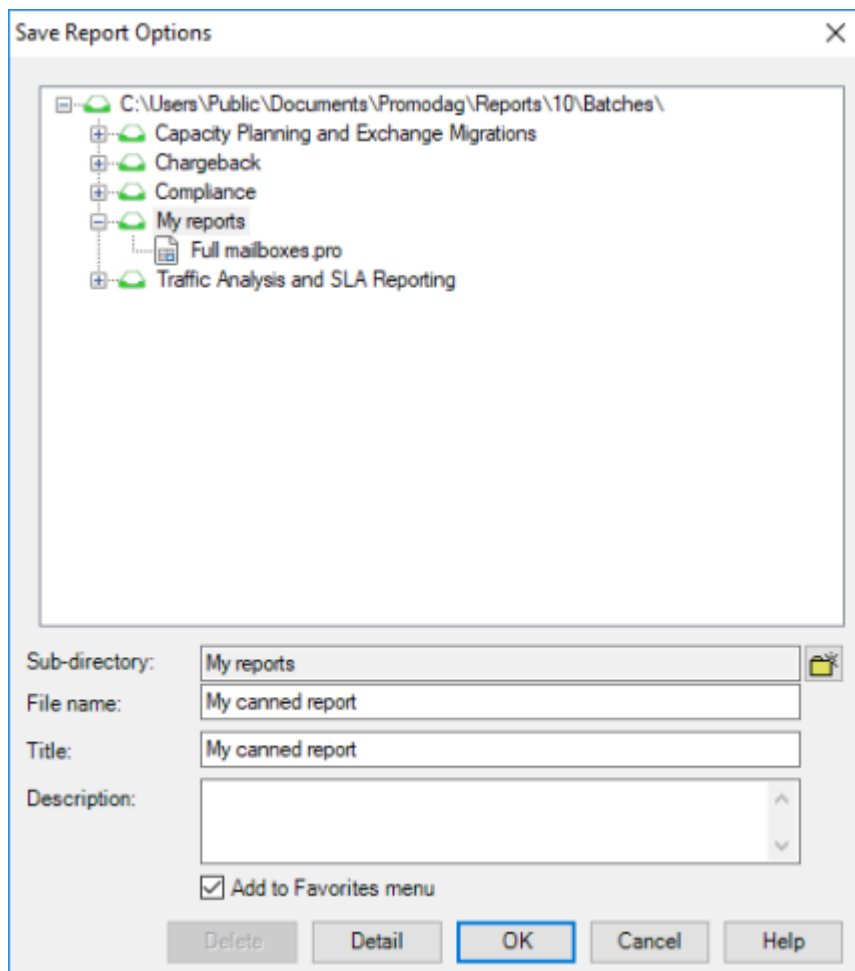 Save Report Options
C:\Users\Public\Documents\Promodag\Reports\10\Batches\
Capacity Planning and Exchange Migrations
Chargeback
Compliance
My reports
Full mailboxes.pro
Traffic Analysis and SLA Reporting
Sub-directory: My reports
File name: My canned report
Title: My canned report
Description:
Add to Favorites menu
Delete Detail OK Cancel Help